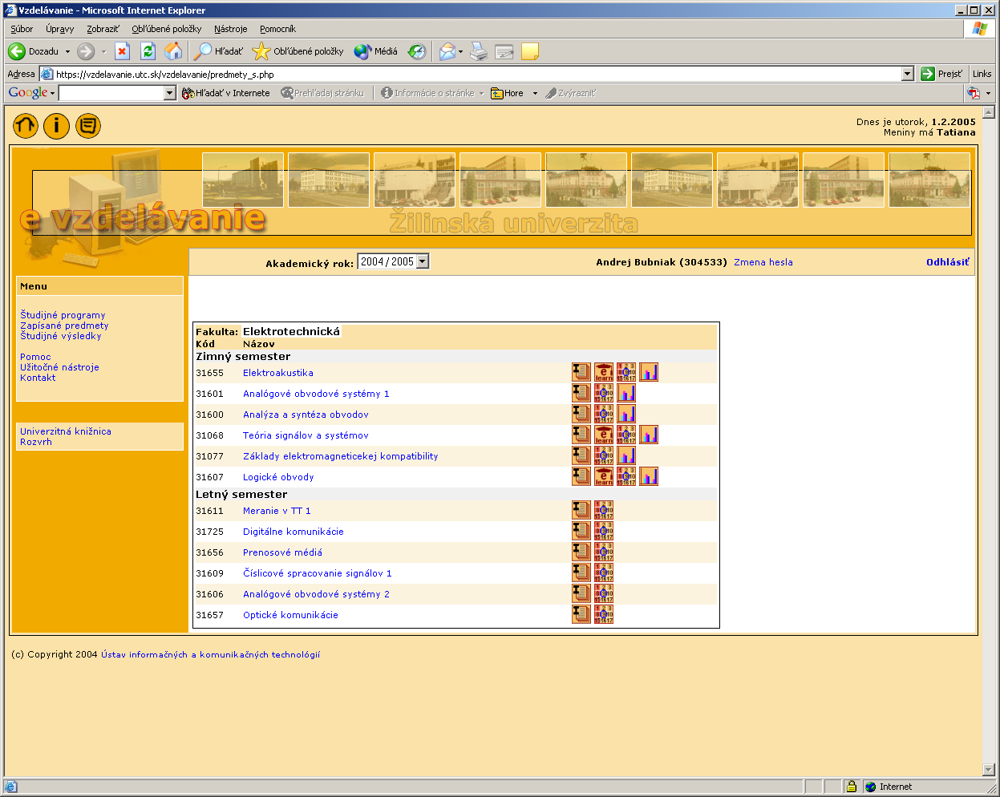 Vzdelávanie - Microsoft Internet Explorer
Súbor Úpravy Zobraziť Obľúbené položky Nástroje Pomocník
Dozadu Hľadať Obľúbené položky Médiá
Adresa https://vzdelavanie.utc.sk/vzdelavanie/predmety_s.php Prejsť Links
Google Hľadať v Internete Prehľadaj stránku Informácie o stránke Hore Zvýrazniť
Dnes je utorok, 1.2.2005
Meniny má Tatiana
e vzdelávanie Žilinská univerzita
Akademický rok: 2004 / 2005 Andrej Bubniak (304533) Zmena hesla Odhlásiť
Menu
Študijné programy
Zapísané predmety
Študijné výsledky
Pomoc
Užitočné nástroje
Kontakt
Univerzitná knižnica
Rozvrh
Fakulta: Elektrotechnická
Kód Názov
Zimný semester
31655 Elektroakustika
31601 Analógové obvodové systémy 1
31600 Analýza a syntéza obvodov
31068 Teória signálov a systémov
31077 Základy elektromagneticekej kompatibility
31607 Logické obvody
Letný semester
31611 Meranie v TT 1
31725 Digitálne komunikácie
31656 Prenosové médiá
31609 Číslicové spracovanie signálov 1
31606 Analógové obvodové systémy 2
31657 Optické komunikácie
(c) Copyright 2004 Ústav informačných a komunikačných technológií
Internet